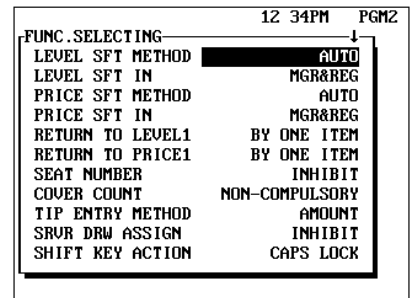 12 34PM PGM2
FUNC.SELECTING
LEVEL SFT METHOD AUTO
LEVEL SFT IN MGR&REG
PRICE SFT METHOD AUTO
PRICE SFT IN MGR&REG
RETURN TO LEVEL1 BY ONE ITEM
RETURN TO PRICE1 BY ONE ITEM
SEAT NUMBER INHIBIT
COVER COUNT NON-COMPULSORY
TIP ENTRY METHOD AMOUNT
SRVR DRW ASSIGN INHIBIT
SHIFT KEY ACTION CAPS LOCK